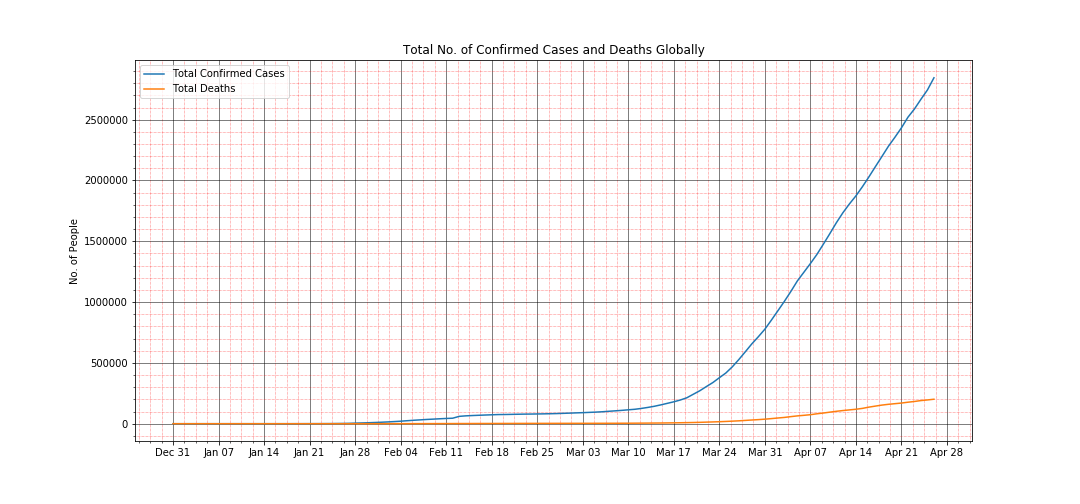 Total No. of Confirmed Cases and Deaths Globally
Total Confirmed Cases
Total Deaths
2500000
2000000
1500000
1000000
500000
0
No. of People
Dec 31 Jan 07 Jan 14 Jan 21 Jan 28 Feb 04 Feb 11 Feb 18 Feb 25 Mar 03 Mar 10 Mar 17 Mar 24 Mar 31 Apr 07 Apr 14 Apr 21 Apr 28